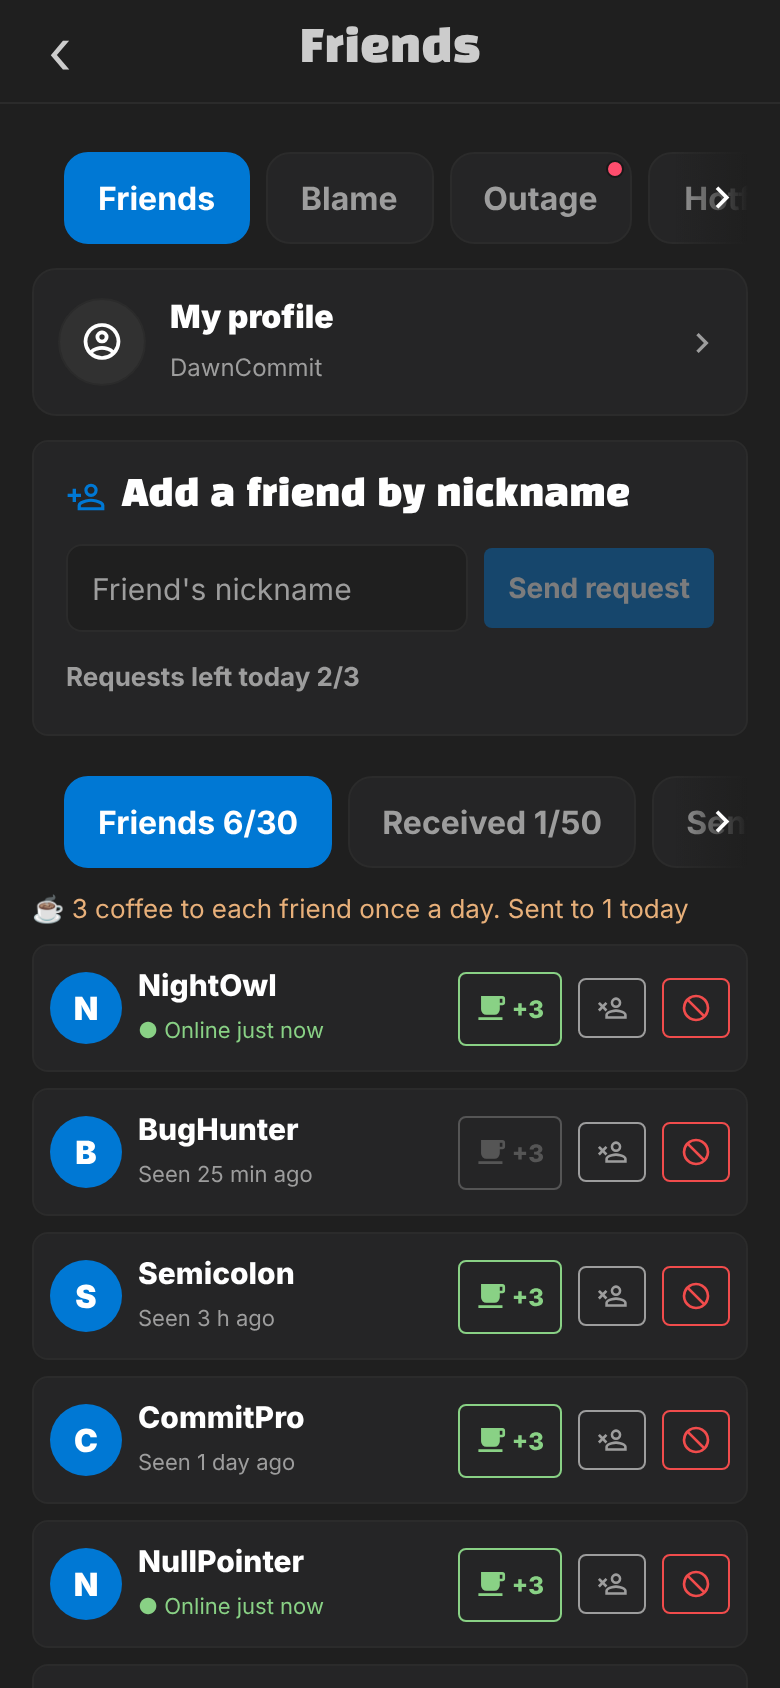 Friends
Friends
Blame
Outage
My profile
DawnCommit
Add a friend by nickname
Friend's nickname
Send request
Requests left today 2/3
Friends 6/30
Received 1/50
☕ 3 coffee to each friend once a day. Sent to 1 today
N
NightOwl
Online just now
+3
B
BugHunter
Seen 25 min ago
+3
S
Semicolon
Seen 3 h ago
+3
C
CommitPro
Seen 1 day ago
+3
N
NullPointer
Online just now
+3